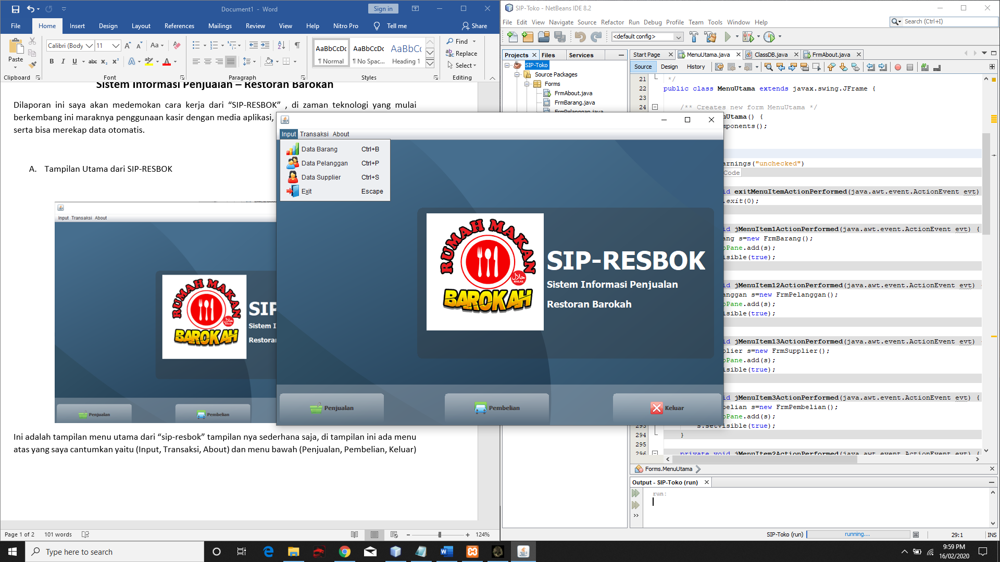 Document1 - Word
Sign in
File Home Insert Design Layout References Mailings Review View Help Nitro Pro Tell me Share
Paste
Clipboard
Calibri (Body 11
Font
Paragraph
AaBbCcDc AaBbCcDc AaBbCc
¶ Normal ¶ No Spac... Heading 1
Styles
Find
Replace
Select
Editing
Sistem Informasi Penjualan – Restoran Barokah
Dilaporan ini saya akan medemokan cara kerja dari “SIP-RESBOK” , di zaman teknologi yang mulai
berkembang ini maraknya penggunaan kasir dengan media aplikasi,
serta bisa merekap data otomatis.
A. Tampilan Utama dari SIP-RESBOK
Input Transaksi About
RUMAH MAKAN
HALAL
BAROKAH
SIP
Sistem I
Restora
Penjualan
Pembelian
Ini adalah tampilan menu utama dari “sip-resbok” tampilan nya sederhana saja, di tampilan ini ada menu
atas yang saya cantumkan yaitu (Input, Transaksi, About) dan menu bawah (Penjualan, Pembelian, Keluar)
Page 1 of 2 101 words
124%
Input Transaksi About
Data Barang Ctrl+B
Data Pelanggan Ctrl+P
Data Supplier Ctrl+S
Exit Escape
RUMAH MAKAN
حلال
HALAL
BAROKAH
SIP-RESBOK
Sistem Informasi Penjualan
Restoran Barokah
Penjualan
Pembelian
Keluar
SIP-Toko - NetBeans IDE 8.2
File Edit View Navigate Source Refactor Run Debug Profile Team Tools Window Help
Search (Ctrl+I)
<default config>
Projects Files Services
SIP-Toko
Source Packages
Forms
FrmAbout.java
FrmBarang.java
FrmPelanggan.java
Start Page MenuUtama.java ClassDB.java FrmAbout.java
Source Design History
21 */
22 public class MenuUtama extends javax.swing.JFrame {
23
24 /** Creates new form MenuUtama */
uUtama() {
mponents();
arnings("unchecked")
Code
id exitMenuItemActionPerformed(java.awt.event.ActionEvent evt)
.exit(0);
id jMenuItem1ActionPerformed(java.awt.event.ActionEvent evt) {
ang s=new FrmBarang();
oPane.add(s);
isible(true);
id jMenuItem12ActionPerformed(java.awt.event.ActionEvent evt)
anggan s=new FrmPelanggan();
oPane.add(s);
isible(true);
id jMenuItem13ActionPerformed(java.awt.event.ActionEvent evt)
plier s=new FrmSupplier();
oPane.add(s);
isible(true);
id jMenuItem3ActionPerformed(java.awt.event.ActionEvent evt) {
belian s=new FrmPembelian();
oPane.add(s);
293 s.setVisible(true);
294 }
295
296 private void jMenuItem2ActionPerformed(java.awt.event.ActionEvent evt) {
Forms.MenuUtama
Output - SIP-Toko (run)
run:
SIP-Toko (run) running... 29:1 INS
Type here to search
9:59 PM
16/02/2020